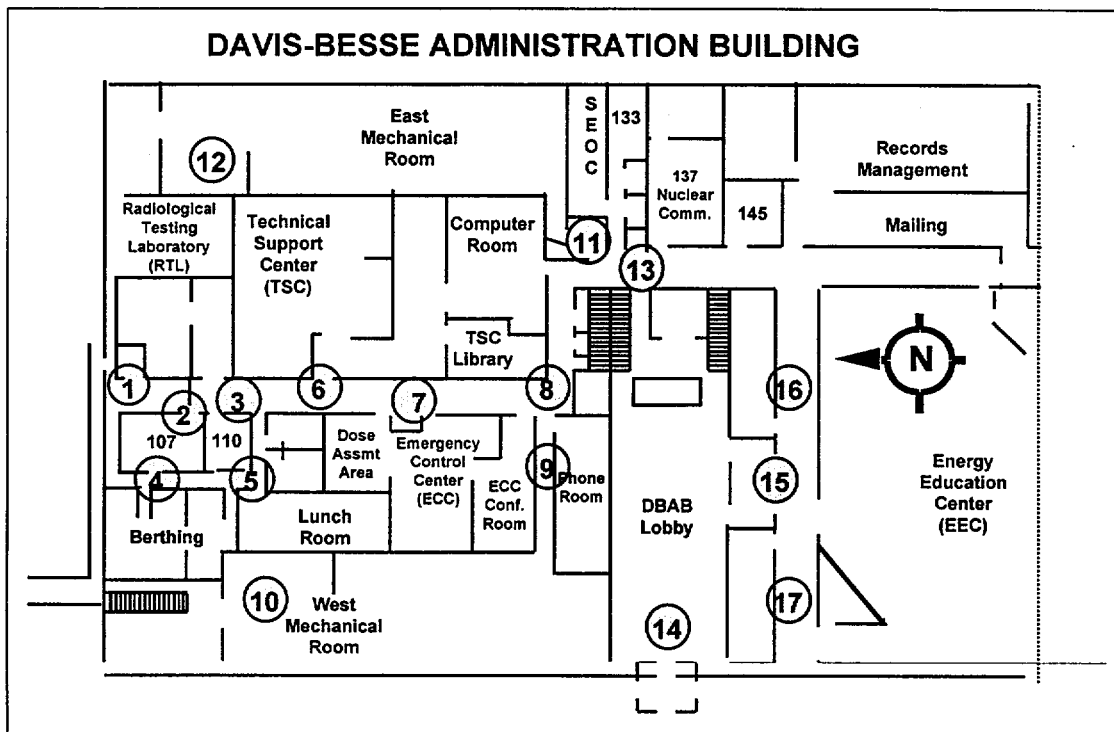 DAVIS-BESSE ADMINISTRATION BUILDING
East
Mechanical
Room
S
E
O
C
133
12
137
Nuclear
Comm.
145
Records
Management
Mailing
Radiological
Testing
Laboratory
(RTL)
Technical
Support
Center
(TSC)
Computer
Room
11
13
TSC
Library
N
1
2
3
6
7
8
16
107
110
4
5
Dose
Assmt
Area
Emergency
Control
Center
(ECC)
ECC
Conf.
Room
9
Phone
Room
15
DBAB
Lobby
Energy
Education
Center
(EEC)
Berthing
Lunch
Room
10
West
Mechanical
Room
14
17